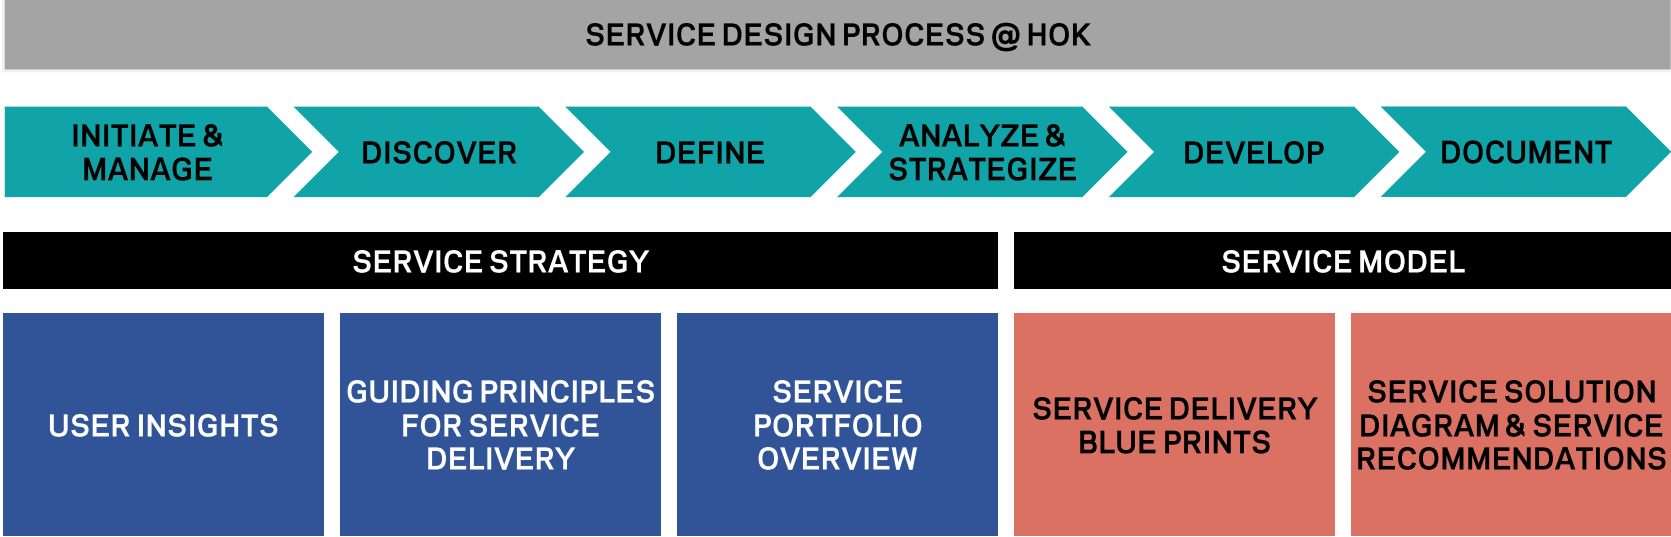 SERVICE DESIGN PROCESS @ HOK
INITIATE &
MANAGE
DISCOVER
DEFINE
ANALYZE &
STRATEGIZE
DEVELOP
DOCUMENT
SERVICE STRATEGY
SERVICE MODEL
USER INSIGHTS
GUIDING PRINCIPLES
FOR SERVICE
DELIVERY
SERVICE
PORTFOLIO
OVERVIEW
SERVICE DELIVERY
BLUE PRINTS
SERVICE SOLUTION
DIAGRAM & SERVICE
RECOMMENDATIONS